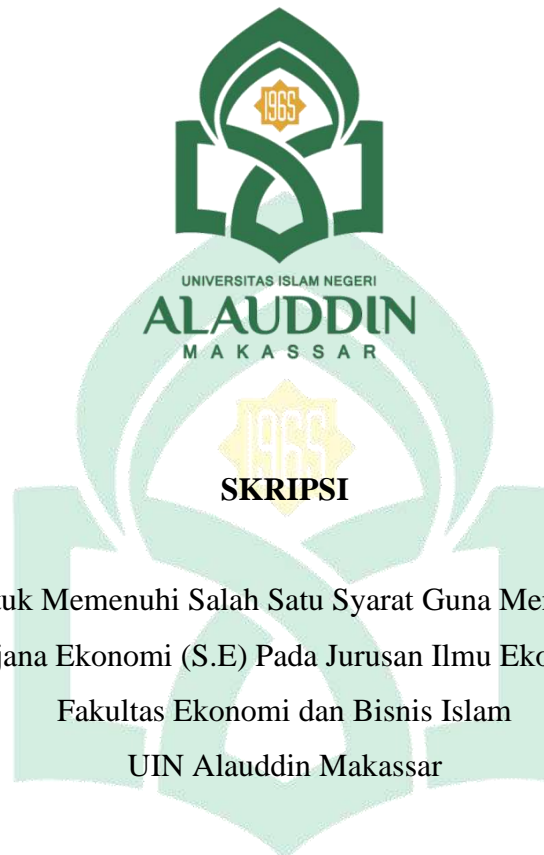 1965
UNIVERSITAS ISLAM NEGERI
ALAUDDIN
MAKASSAR
1965
SKRIPSI
Memenuhi Salah Satu Syarat Guna
Ekonomi (S.E) Pada Jurusan Ilmu
Fakultas Ekonomi dan Bisnis Islam
UIN Alauddin Makassar